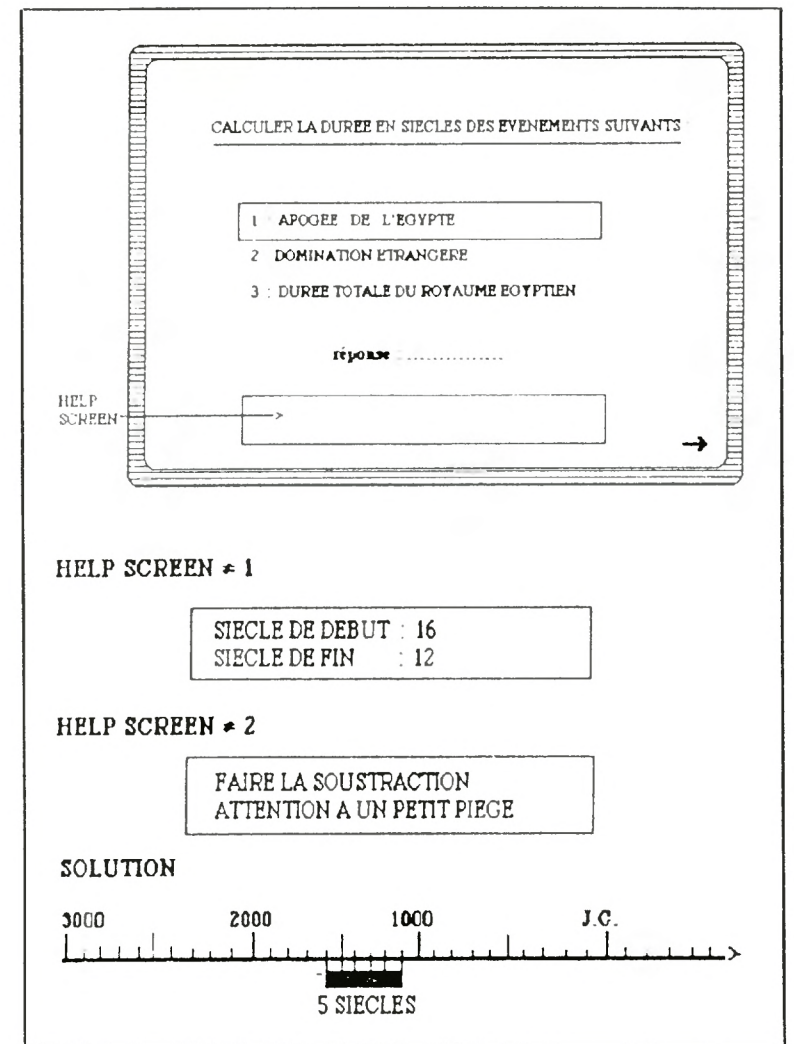 CALCULER LA DUREE EN SIECLES DES EVENEMENTS SUIVANTS
1 APOGEE DE L'EGYPTE
2 DOMINATION ETRANGERE
3 : DUREE TOTALE DU ROYAUME EGYPTIEN
réponse : ..............
HELP
SCREEN
HELP SCREEN ≠ 1
SIECLE DE DEBUT : 16
SIECLE DE FIN : 12
HELP SCREEN ≠ 2
FAIRE LA SOUSTRACTION
ATTENTION A UN PETIT PIEGE
SOLUTION
3000 2000 1000 J.C.
5 SIECLES